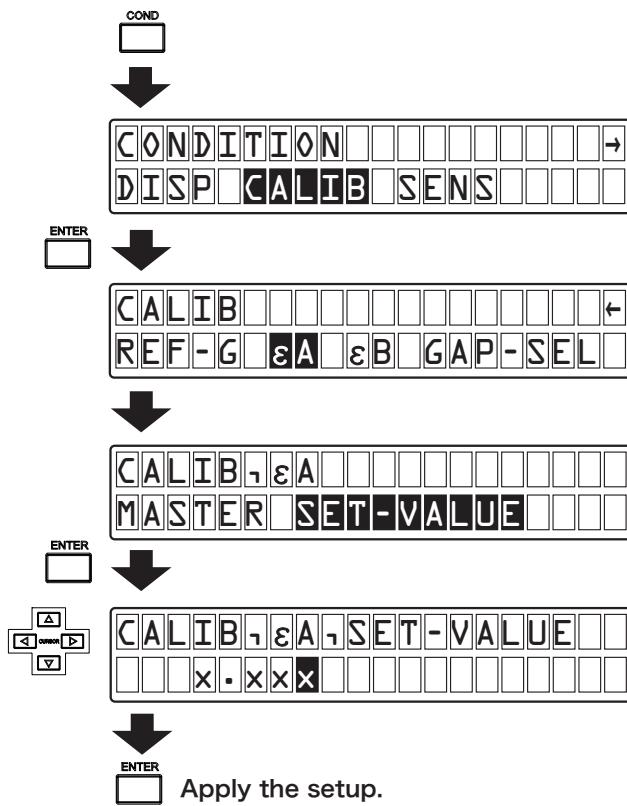 COND
CONDITION →
DISP CALIB SENS
ENTER
CALIB ←
REF-G εA εB GAP-SEL
CALIB¬εA
MASTER SET-VALUE
ENTER
CURSOR
CALIB¬εA¬SET-VALUE
x.xxx
ENTER
Apply the setup.